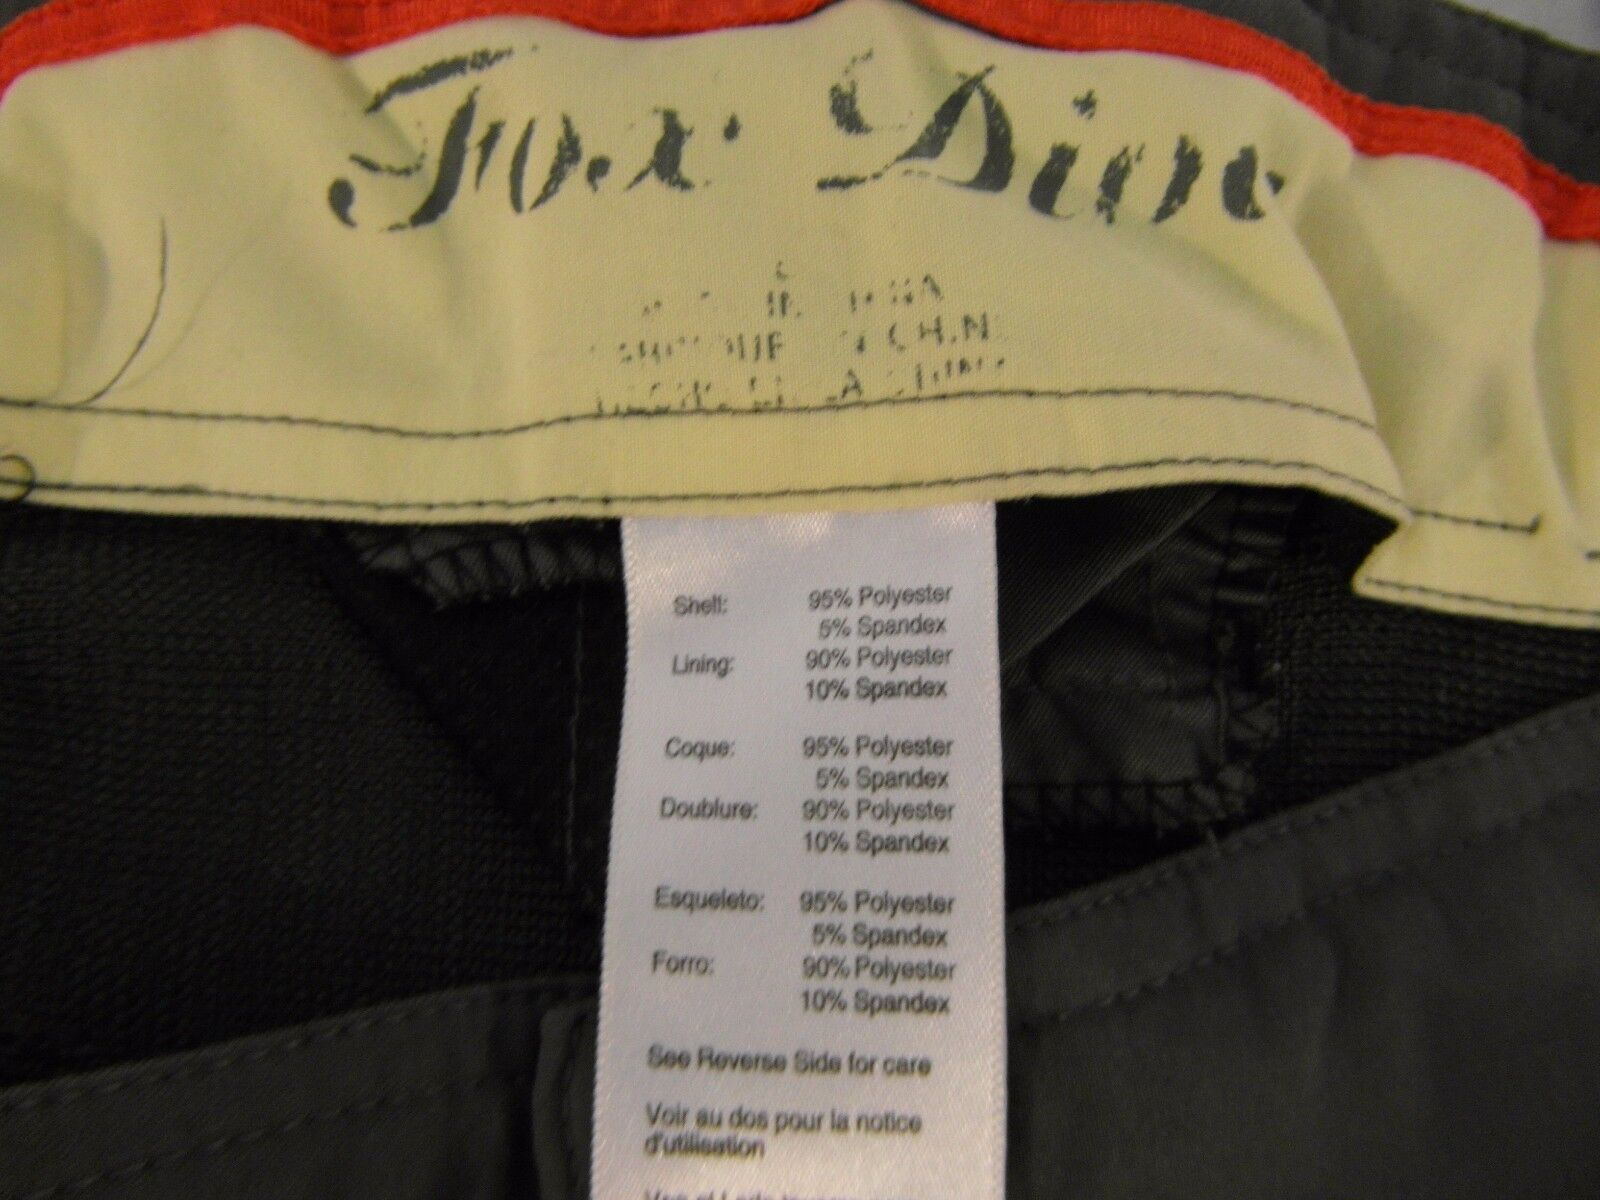 Fox Dior
Shell: 95% Polyester
5% Spandex
Lining: 90% Polyester
10% Spandex
Coque: 95% Polyester
5% Spandex
Doublure: 90% Polyester
10% Spandex
Esqueleto: 95% Polyester
5% Spandex
Forro: 90% Polyester
10% Spandex
See Reverse Side for care
Voir au dos pour la notice
d'utilisation